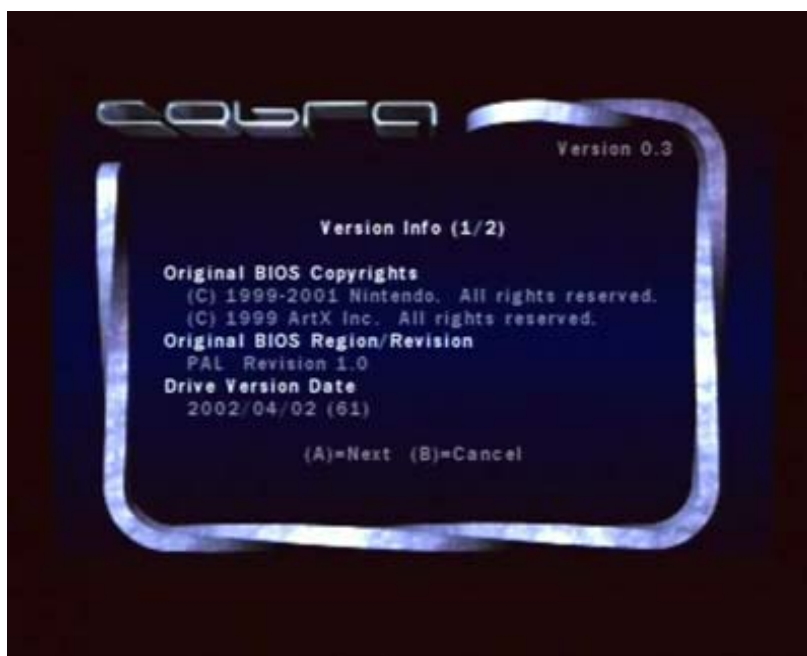 cobra
Version 0.3
Version Info (1/2)
Original BIOS Copyrights
(C) 1999-2001 Nintendo. All rights reserved.
(C) 1999 ArtX Inc. All rights reserved.
Original BIOS Region/Revision
PAL Revision 1.0
Drive Version Date
2002/04/02 (61)
(A)=Next (B)=Cancel